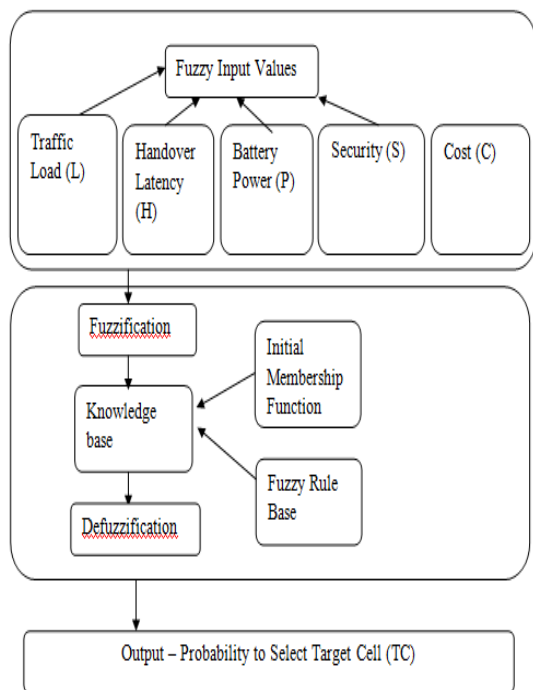 Fuzzy Input Values
Traffic
Load (L)
Handover
Latency
(H)
Battery
Power (P)
Security (S)
Cost (C)
Fuzzification
Initial
Membership
Function
Knowledge
base
Fuzzy Rule
Base
Defuzzification
Output – Probability to Select Target Cell (TC)